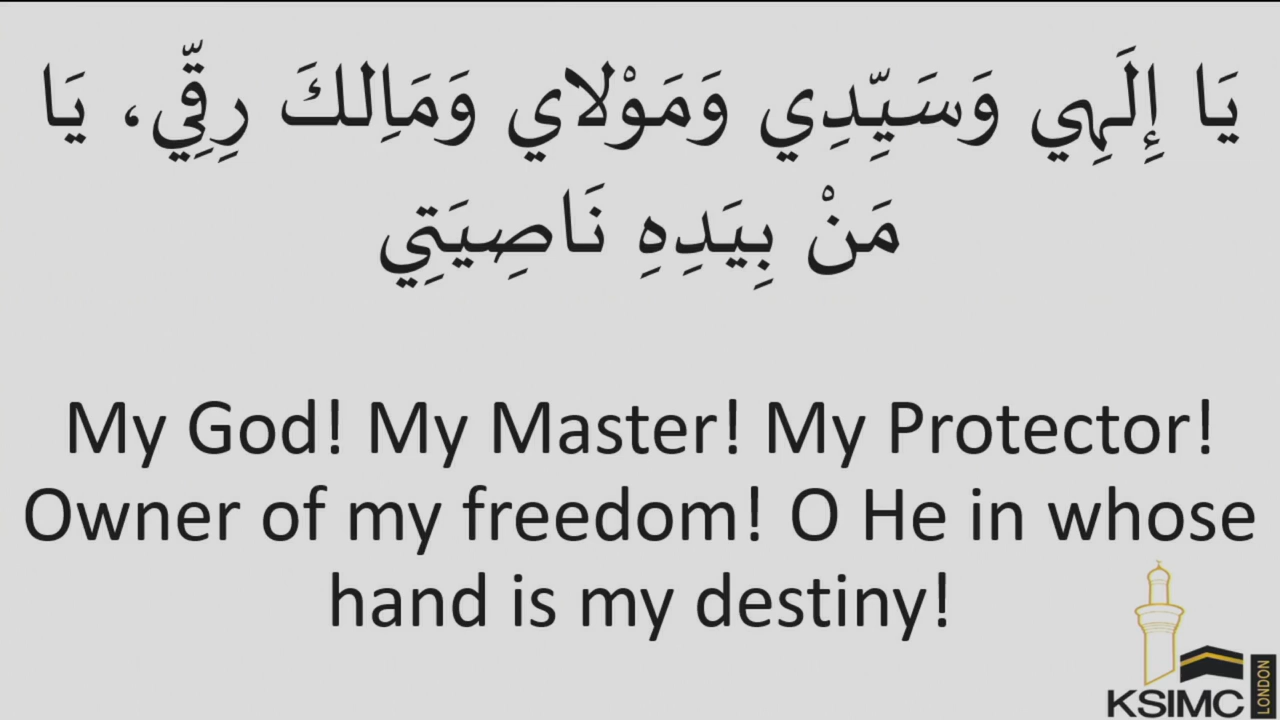 يَا إِلَهِي وَسَيِّدِي وَمَوْلاي وَمَاِلكَ رِقِّي، يَا
مَنْ بِيَدِهِ نَاصِيَتِي
My God! My Master! My Protector!
Owner of my freedom! O He in whose
hand is my destiny!
KSIMC
LONDON